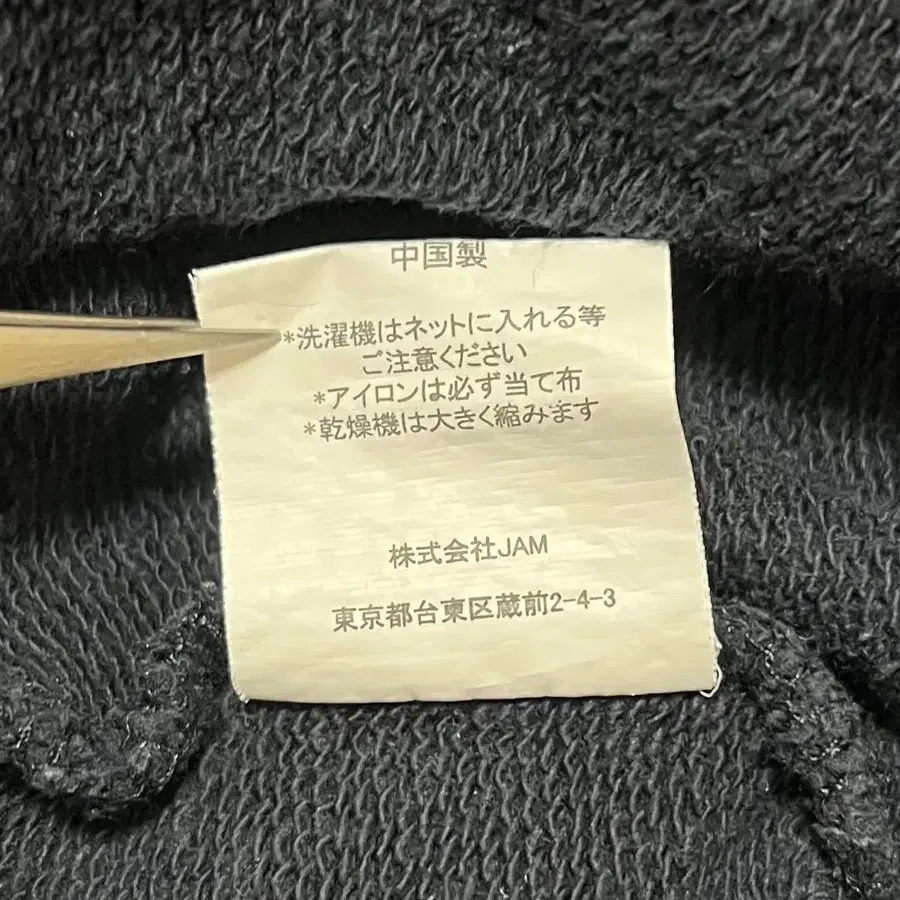 中国製
*洗濯機はネットに入れる等
ご注意ください
*アイロンは必ず当て布
*乾燥機は大きく縮みます
株式会社JAM
東京都台東区蔵前2-4-3